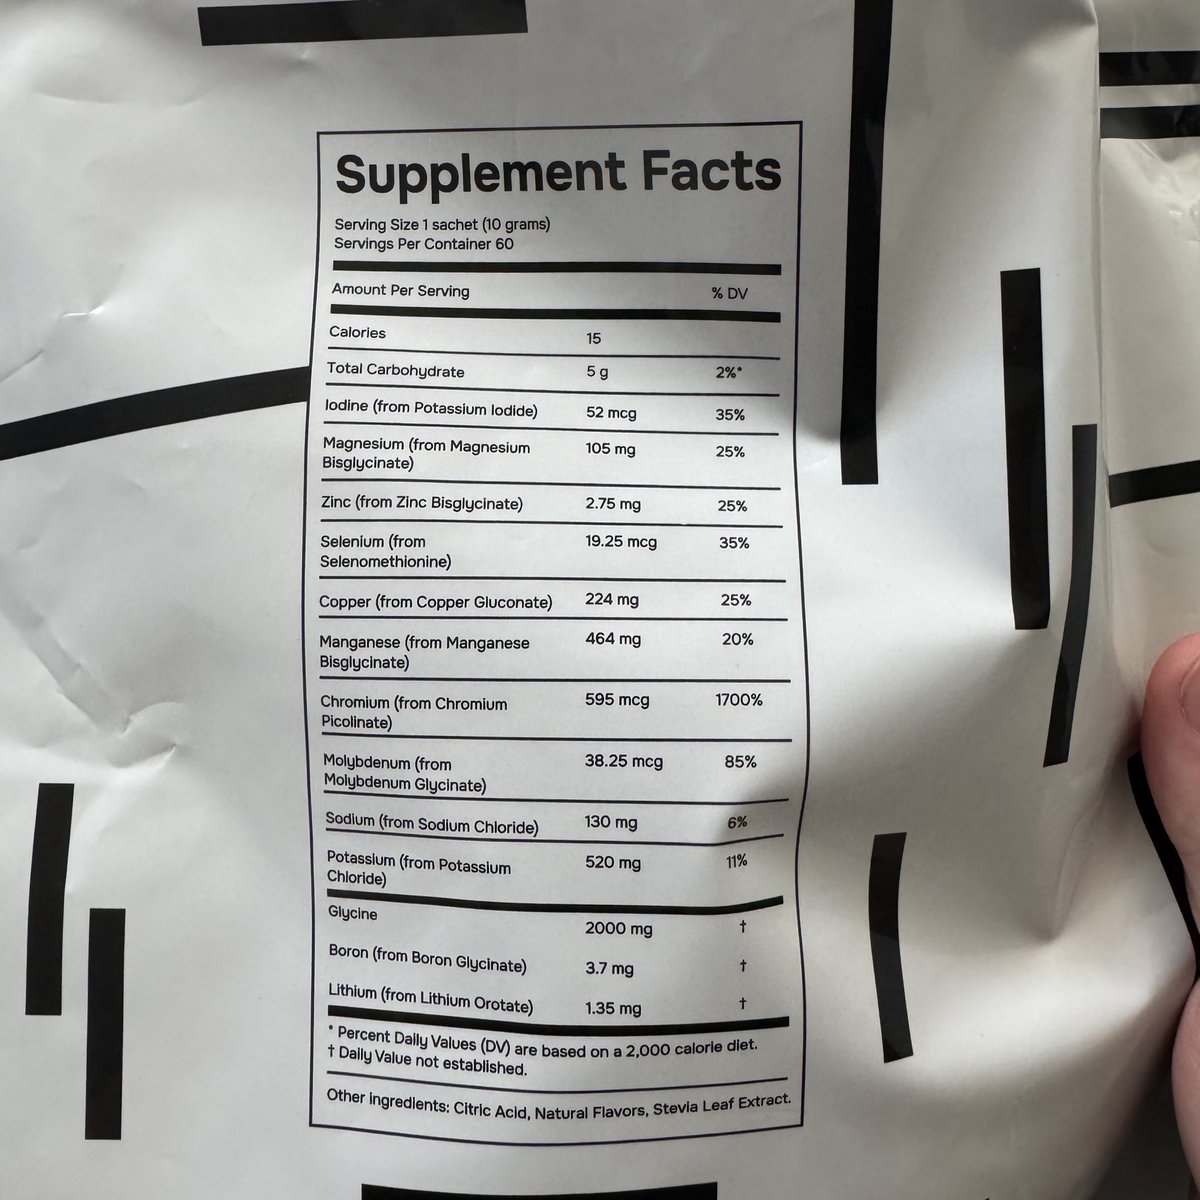 Supplement Facts
Serving Size 1 sachet (10 grams)
Servings Per Container 60
Amount Per Serving % DV
Calories 15
Total Carbohydrate 5 g 2%*
Iodine (from Potassium Iodide) 52 mcg 35%
Magnesium (from Magnesium 105 mg 25%
Bisglycinate)
Zinc (from Zinc Bisglycinate) 2.75 mg 25%
Selenium (from 19.25 mcg 35%
Selenomethionine)
Copper (from Copper Gluconate) 224 mg 25%
Manganese (from Manganese 464 mg 20%
Bisglycinate)
Chromium (from Chromium 595 mcg 1700%
Picolinate)
Molybdenum (from 38.25 mcg 85%
Molybdenum Glycinate)
Sodium (from Sodium Chloride) 130 mg 6%
Potassium (from Potassium 520 mg 11%
Chloride)
Glycine 2000 mg †
Boron (from Boron Glycinate) 3.7 mg †
Lithium (from Lithium Orotate) 1.35 mg †
* Percent Daily Values (DV) are based on a 2,000 calorie diet.
† Daily Value not established.
Other ingredients: Citric Acid, Natural Flavors, Stevia Leaf Extract.